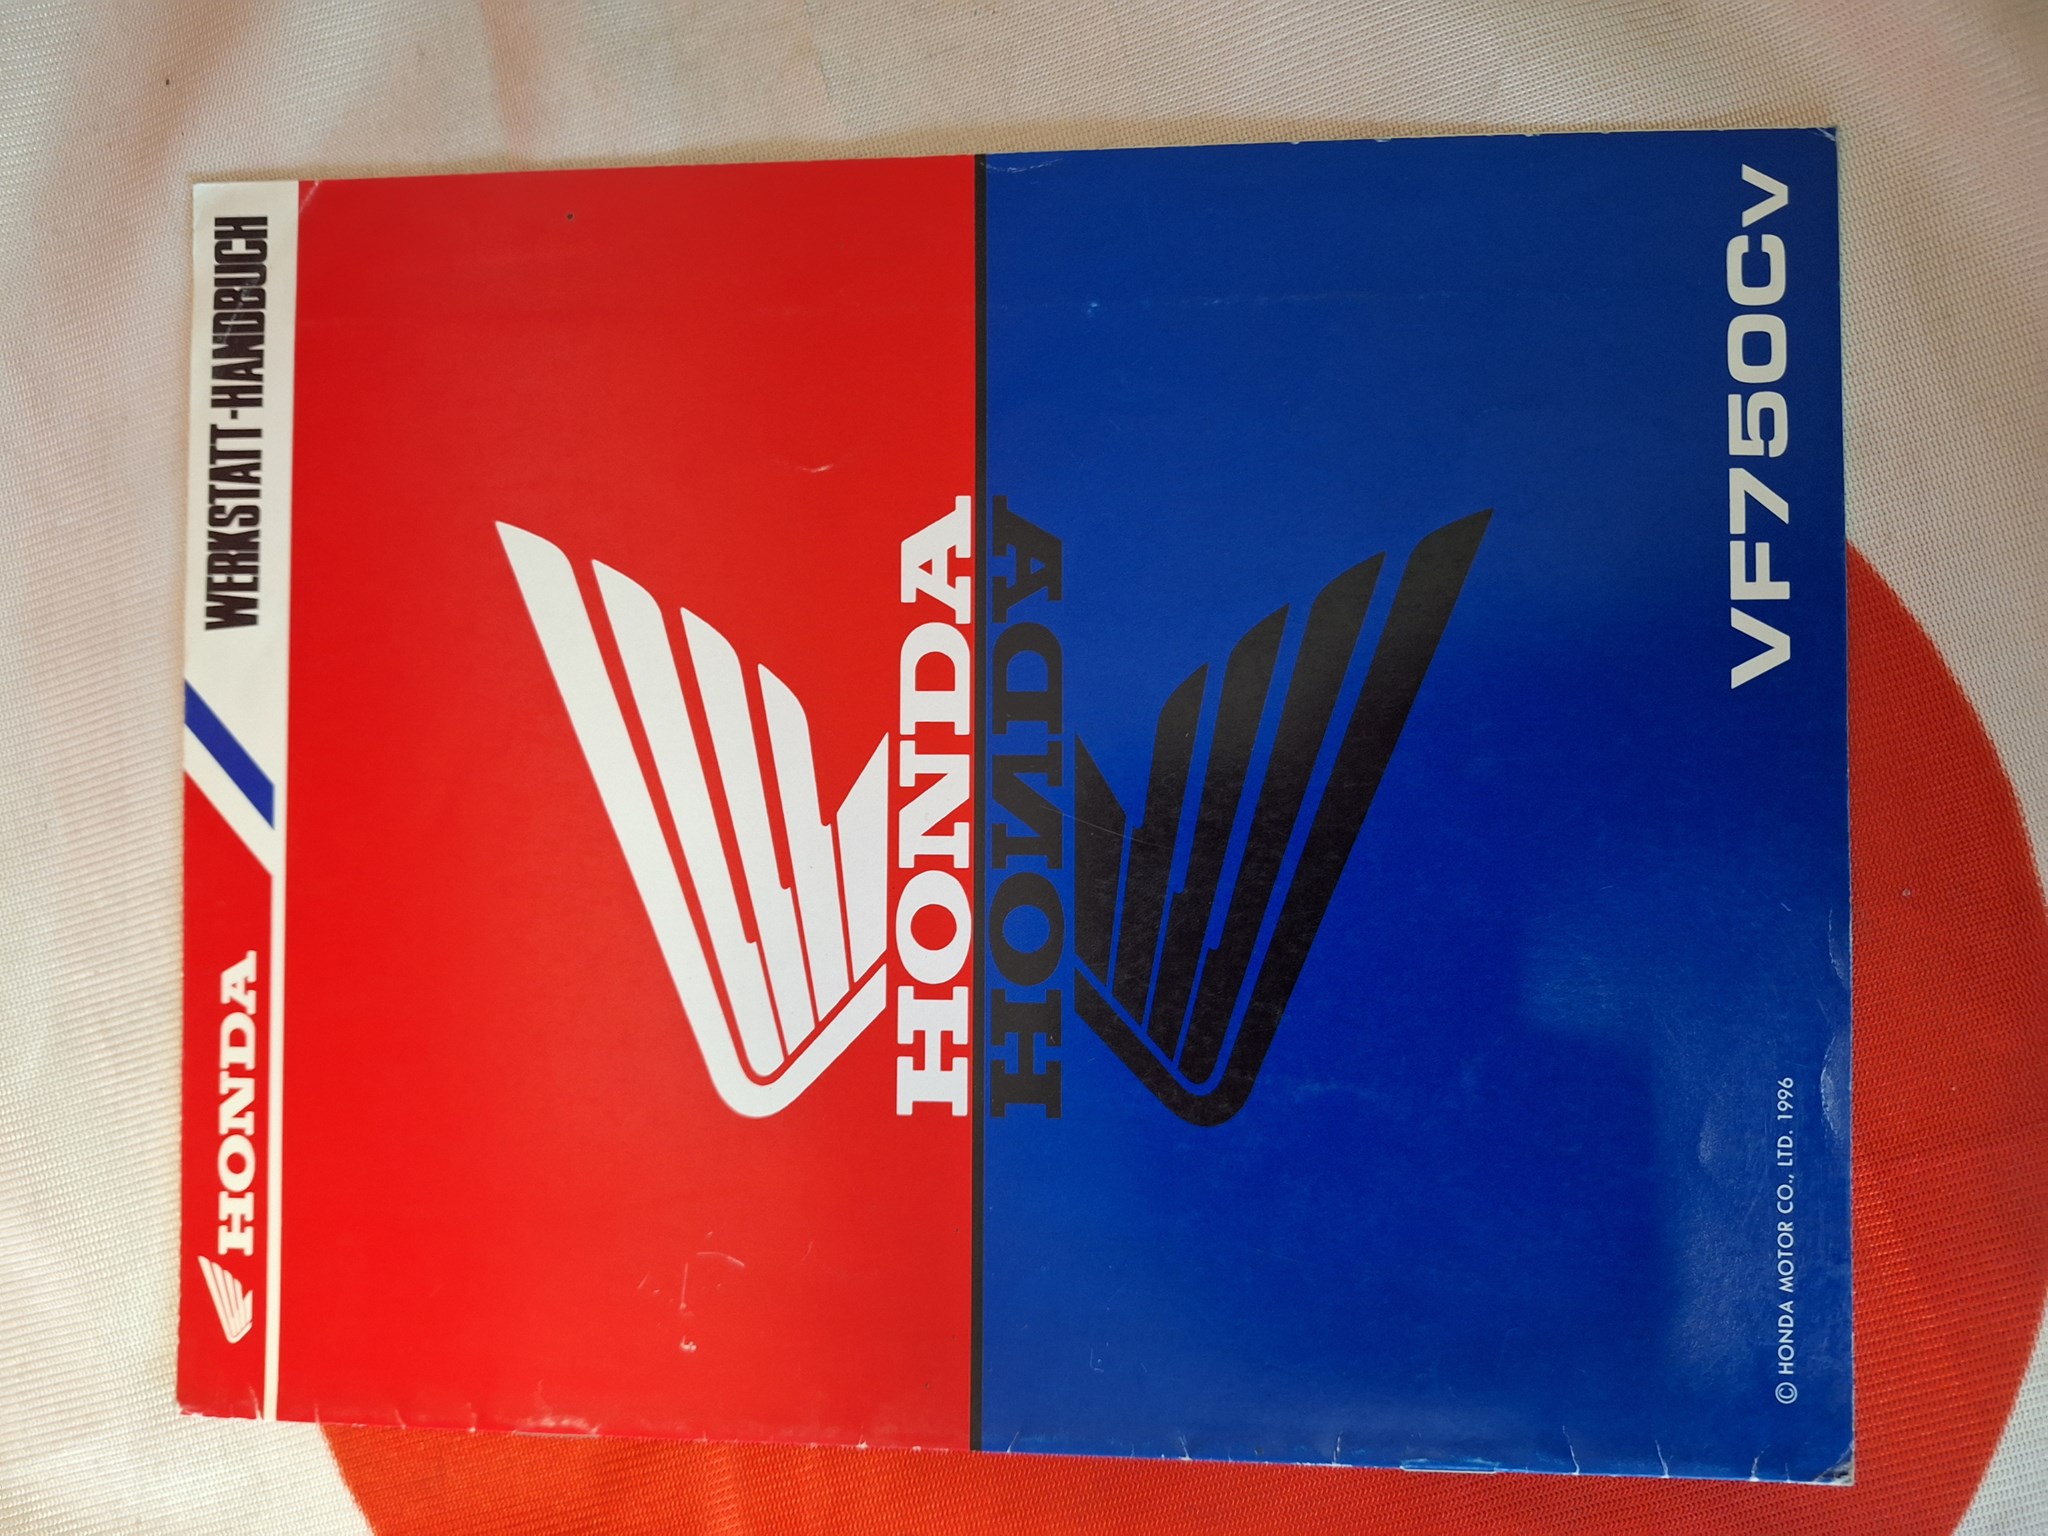 HONDA
WERKSTATT-HANDBUCH
HONDA
HONDA
© HONDA MOTOR CO., LTD. 1996
VF750CV